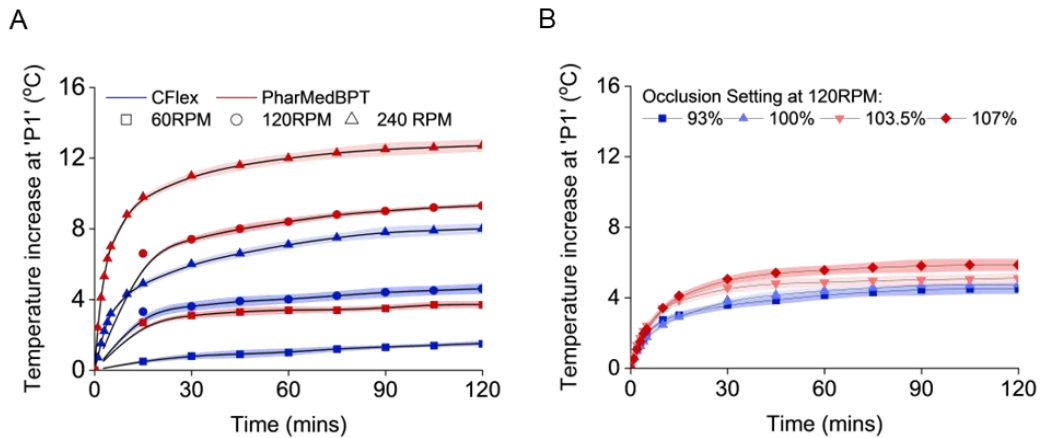 A
B
Temperature increase at 'P1' (ºC)
16
12
8
4
0
CFlex PharMedBPT
60RPM 120RPM 240 RPM
0 30 60 90 120
Time (mins)
Temperature increase at 'P1' (ºC)
16
12
8
4
0
Occlusion Setting at 120RPM:
93% 100% 103.5% 107%
0 30 60 90 120
Time (mins)